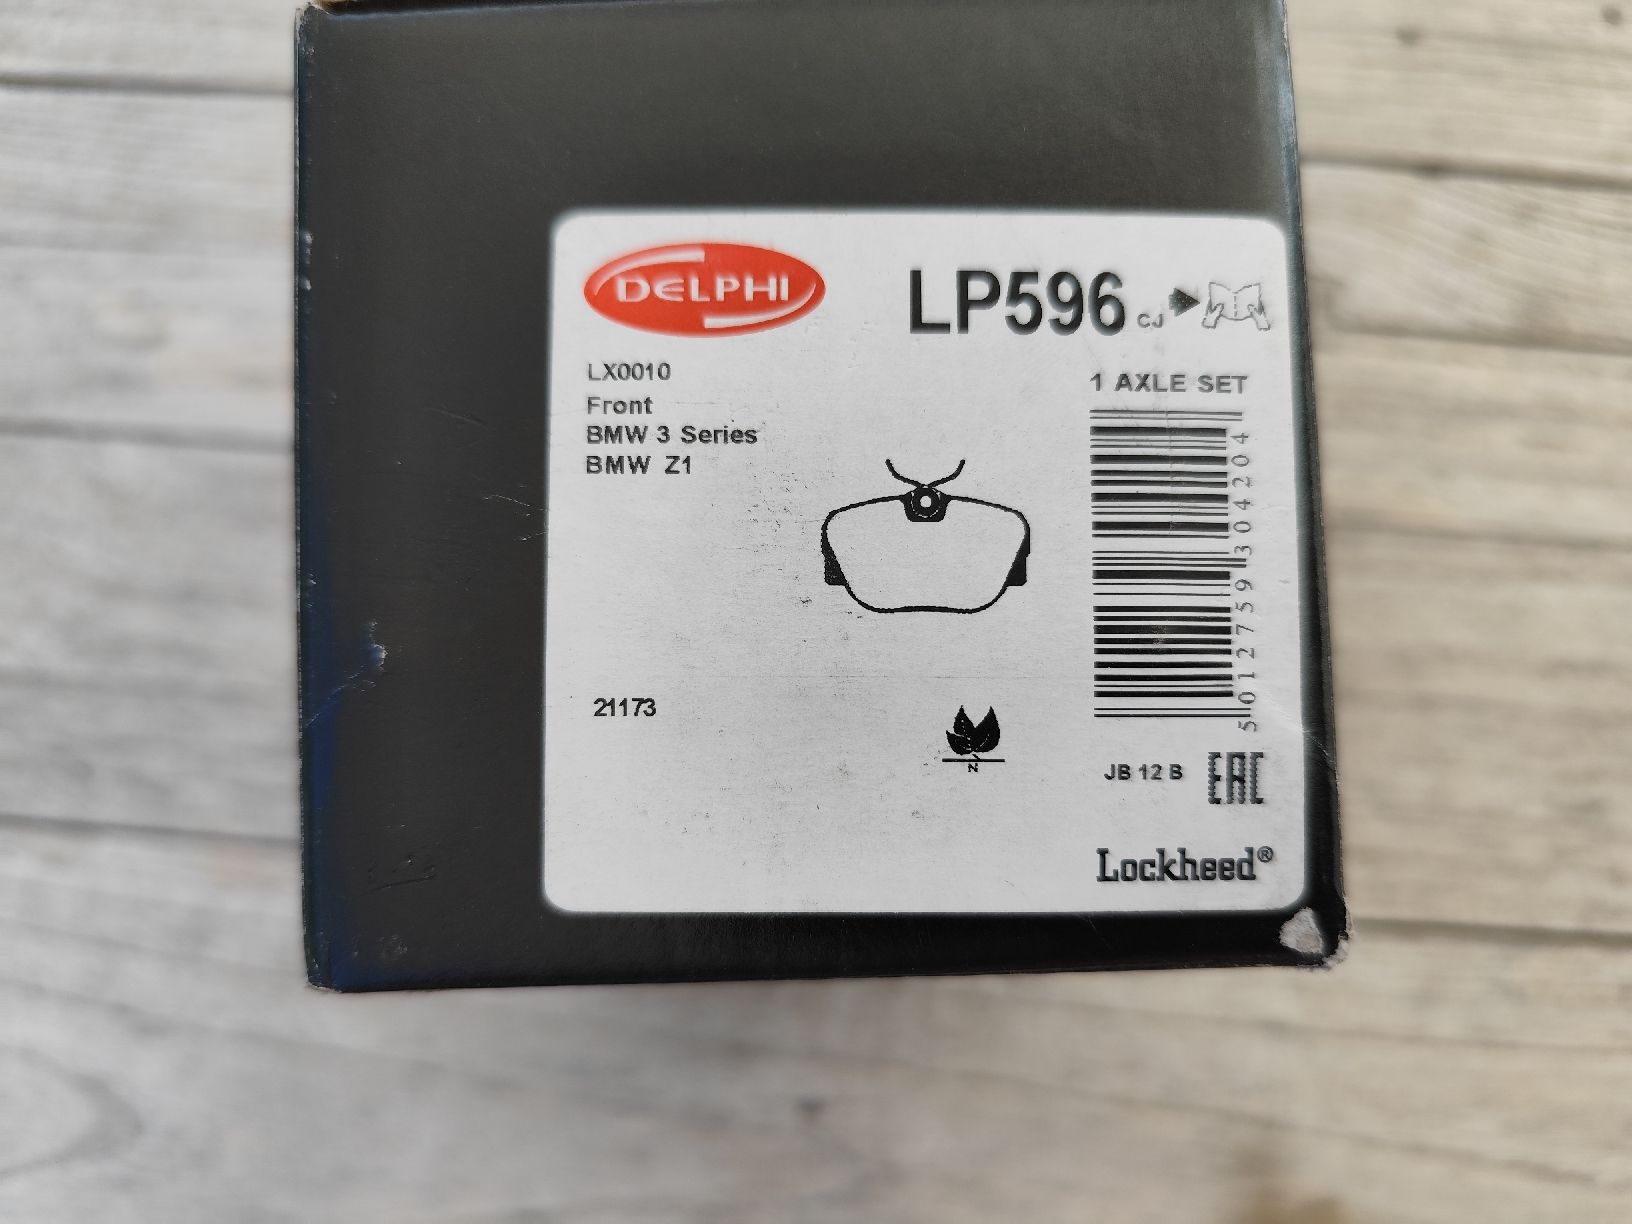 DELPHI
LP596 CJ
LX0010
Front
BMW 3 Series
BMW Z1
1 AXLE SET
5012759304204
21173
N
JB 12 B
EAC
Lockheed®